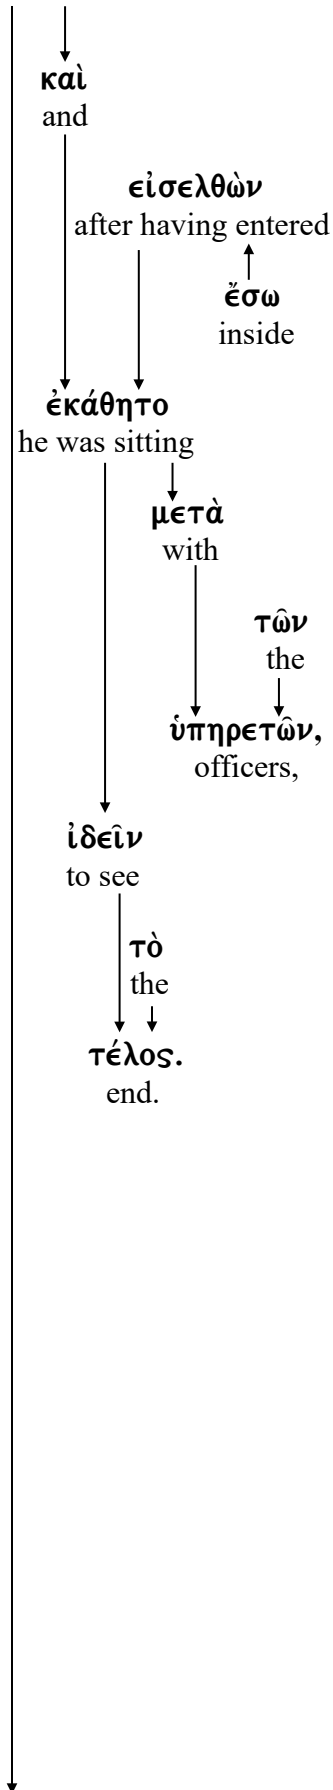 καὶ
and
εἰσελθὼν
after having entered
ἔσω
inside
ἐκάθητο
he was sitting
μετὰ
with
τῶν
the
ὑπηρετῶν,
officers,
ἰδεῖν
to see
τὸ
the
τέλος.
end.